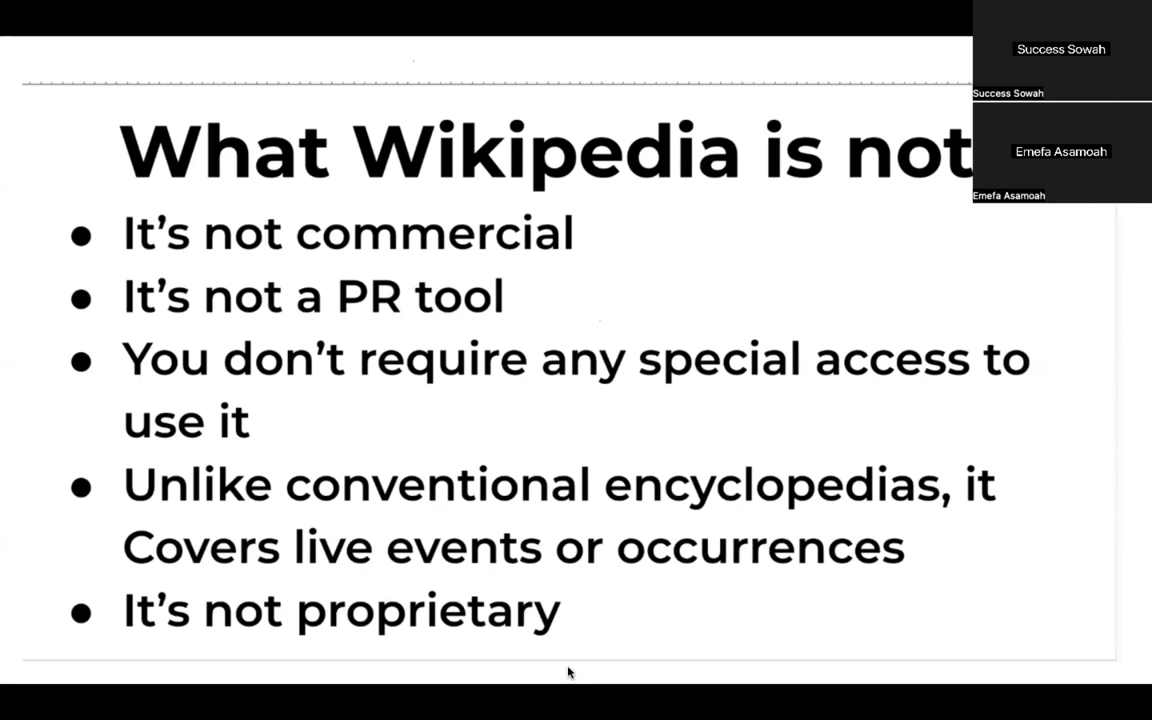 Success Sowah
Success Sowah
Emefa Asamoah
Emefa Asamoah
What Wikipedia is not
● It’s not commercial
● It’s not a PR tool
● You don’t require any special access to
use it
● Unlike conventional encyclopedias, it
Covers live events or occurrences
● It’s not proprietary